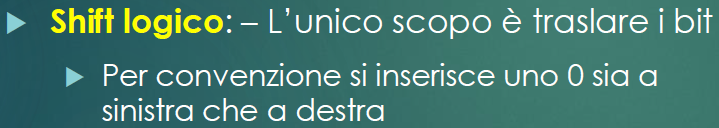 Shift logico: – L'unico scopo è traslare i bit
Per convenzione si inserisce uno 0 sia a
sinistra che a destra